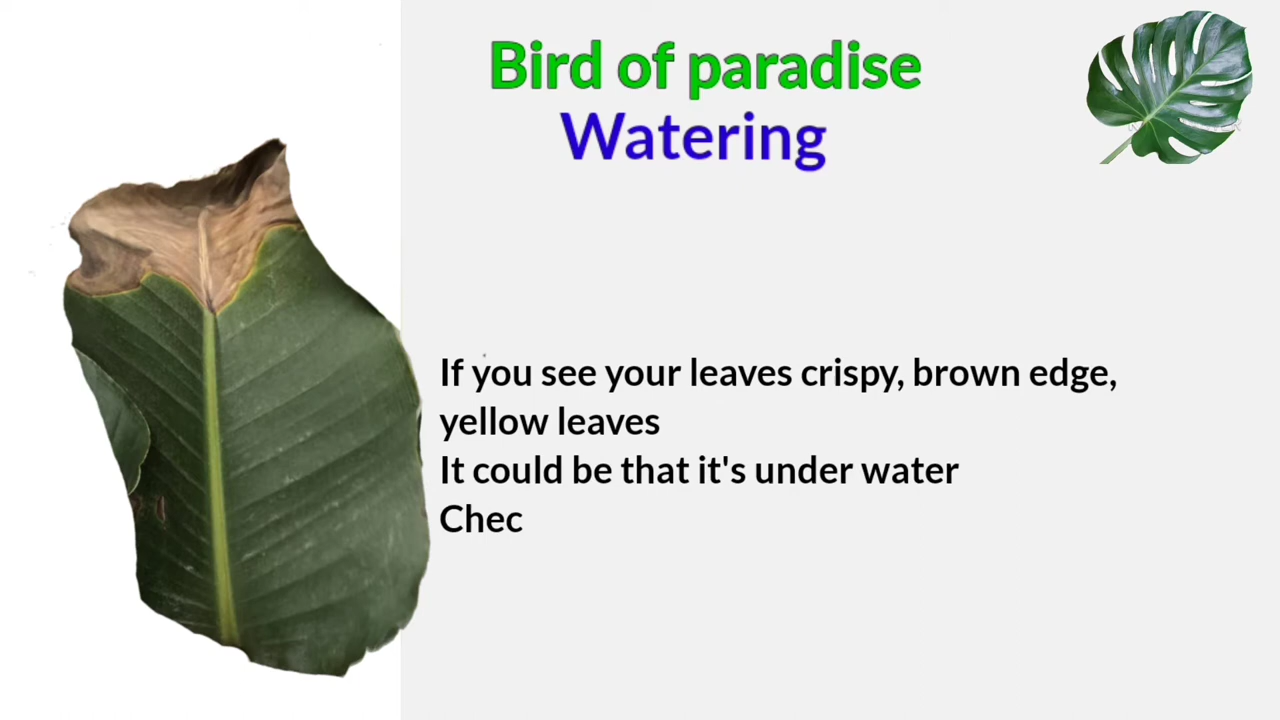 Bird of paradise
Watering
If you see your leaves crispy, brown edge,
yellow leaves
It could be that it's under water
Chec